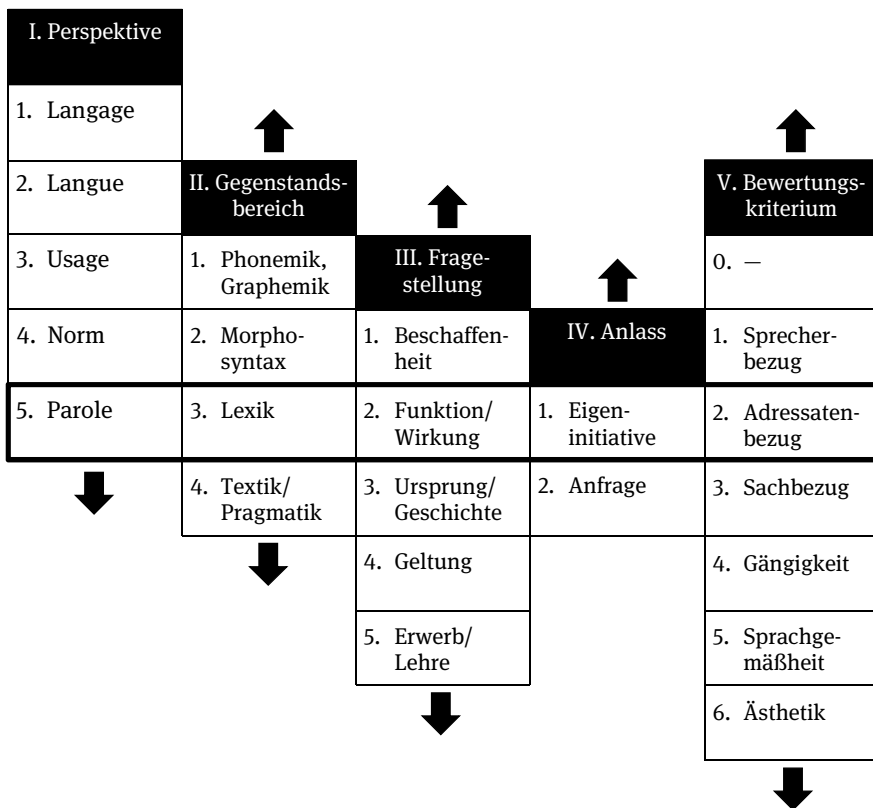 I. Perspektive
1. Langage
2. Langue
3. Usage
4. Norm
5. Parole
II. Gegenstands-
bereich
1. Phonemik,
Graphemik
2. Morpho-
syntax
3. Lexik
4. Textik/
Pragmatik
III. Frage-
stellung
1. Beschaffen-
heit
2. Funktion/
Wirkung
3. Ursprung/
Geschichte
4. Geltung
5. Erwerb/
Lehre
IV. Anlass
1. Eigen-
initiative
2. Anfrage
V. Bewertungs-
kriterium
0. —
1. Sprecher-
bezug
2. Adressaten-
bezug
3. Sachbezug
4. Gängigkeit
5. Sprachge-
mäßheit
6. Ästhetik